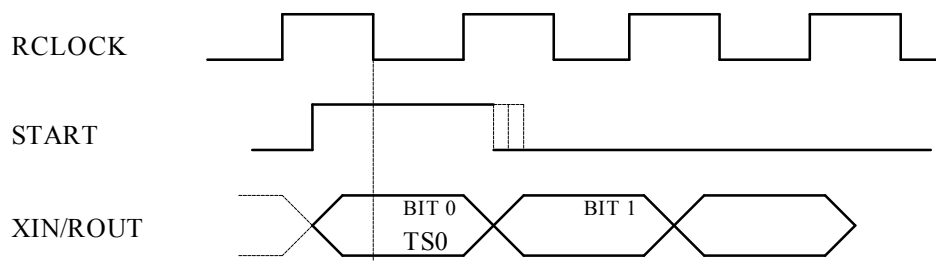 RCLOCK
START
XIN/ROUT
BIT 0
BIT 1
TS0